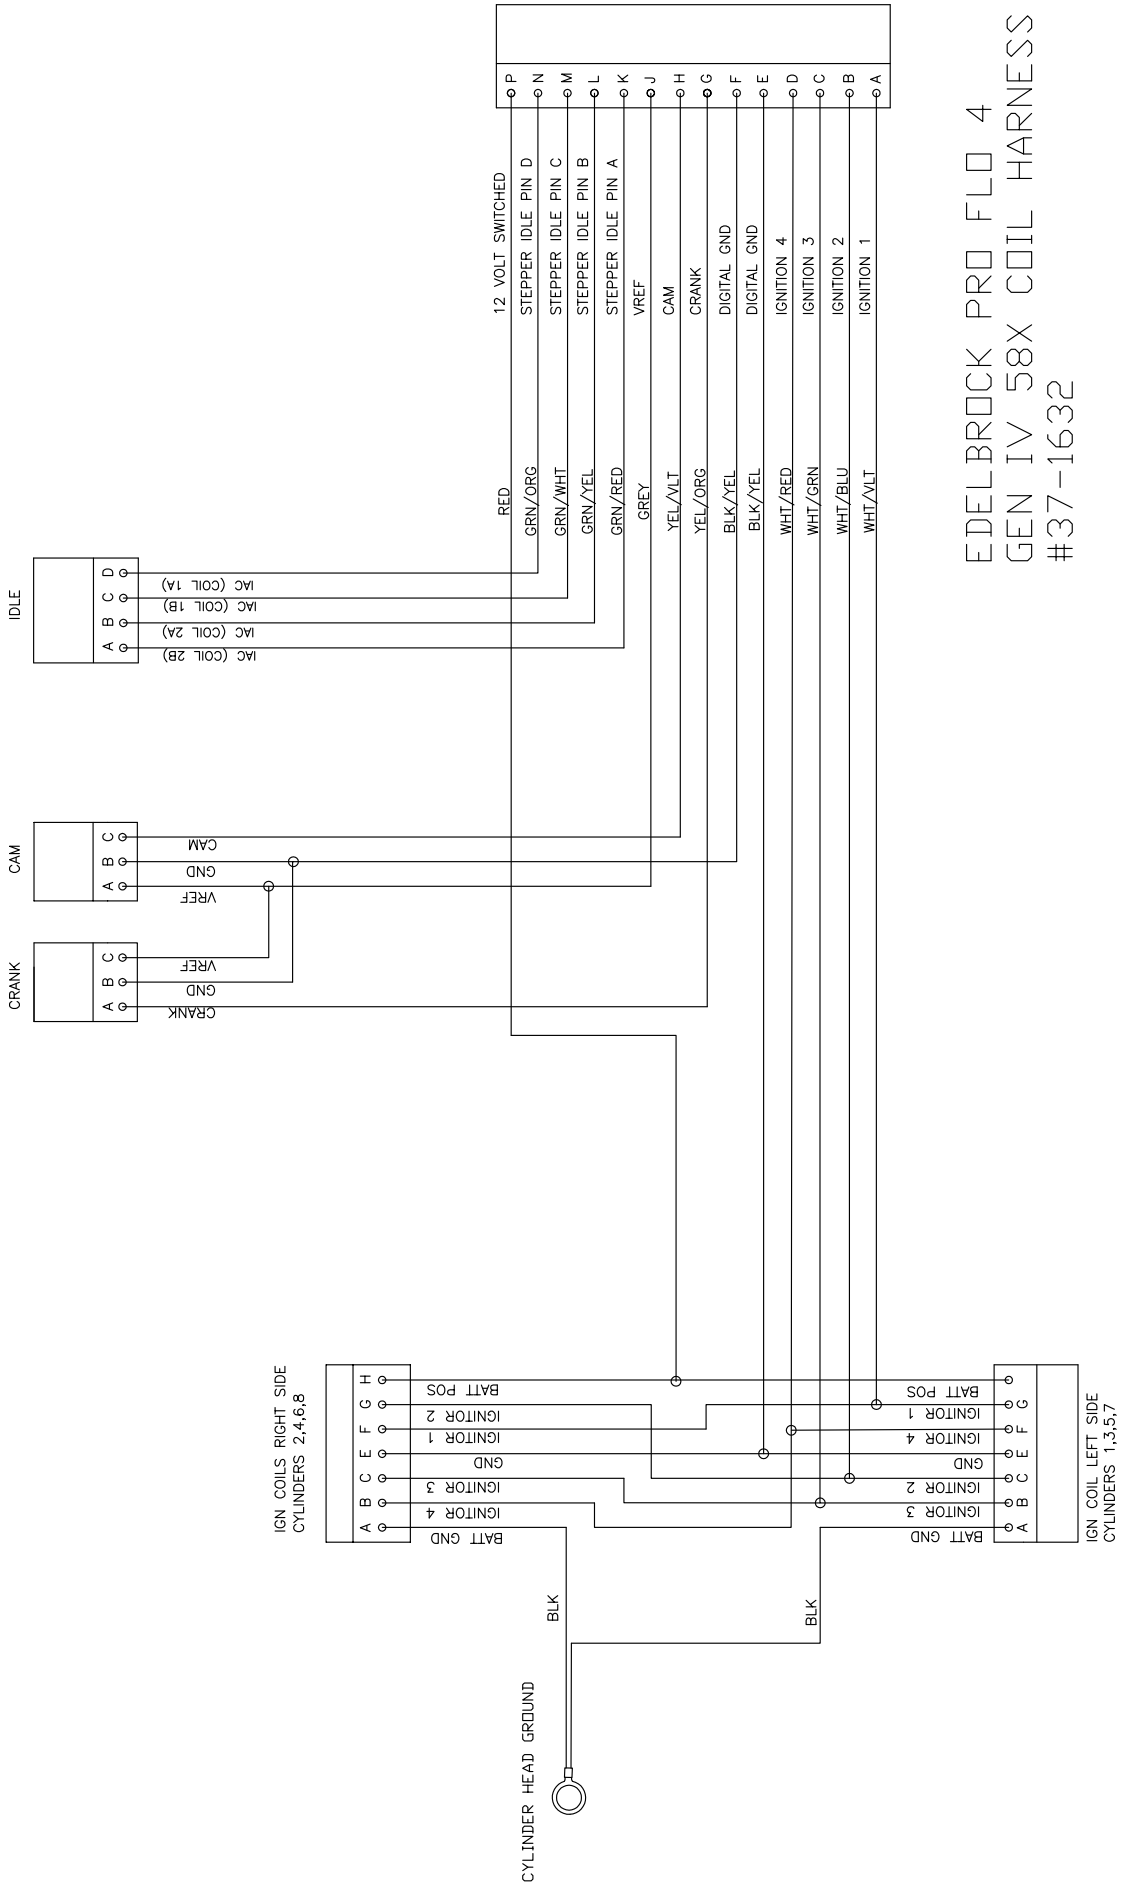 P
N
M
L
K
J
H
G
F
E
D
C
B
A
12 VOLT SWITCHED
STEPPER IDLE PIN D
STEPPER IDLE PIN C
STEPPER IDLE PIN B
STEPPER IDLE PIN A
VREF
CAM
CRANK
DIGITAL GND
DIGITAL GND
IGNITION 4
IGNITION 3
IGNITION 2
IGNITION 1
RED
GRN/ORG
GRN/WHT
GRN/YEL
GRN/RED
GREY
YEL/VLT
YEL/ORG
BLK/YEL
BLK/YEL
WHT/RED
WHT/GRN
WHT/BLU
WHT/VLT
EDELBROCK PRO FLO 4
GEN IV 58X COIL HARNESS
#37-1632
IDLE
D
C
B
A
IAC (COIL 1A)
IAC (COIL 1B)
IAC (COIL 2A)
IAC (COIL 2B)
CAM
C
B
A
CAM
GND
VREF
CRANK
C
B
A
VREF
GND
CRANK
IGN COILS RIGHT SIDE
CYLINDERS 2,4,6,8
H
G
F
E
C
B
A
BATT POS
IGNITOR 2
IGNITOR 1
GND
IGNITOR 3
IGNITOR 4
BATT GND
BATT POS
IGNITOR 1
IGNITOR 4
GND
IGNITOR 2
IGNITOR 3
BATT GND
G
F
E
C
B
A
IGN COIL LEFT SIDE
CYLINDERS 1,3,5,7
BLK
BLK
CYLINDER HEAD GROUND